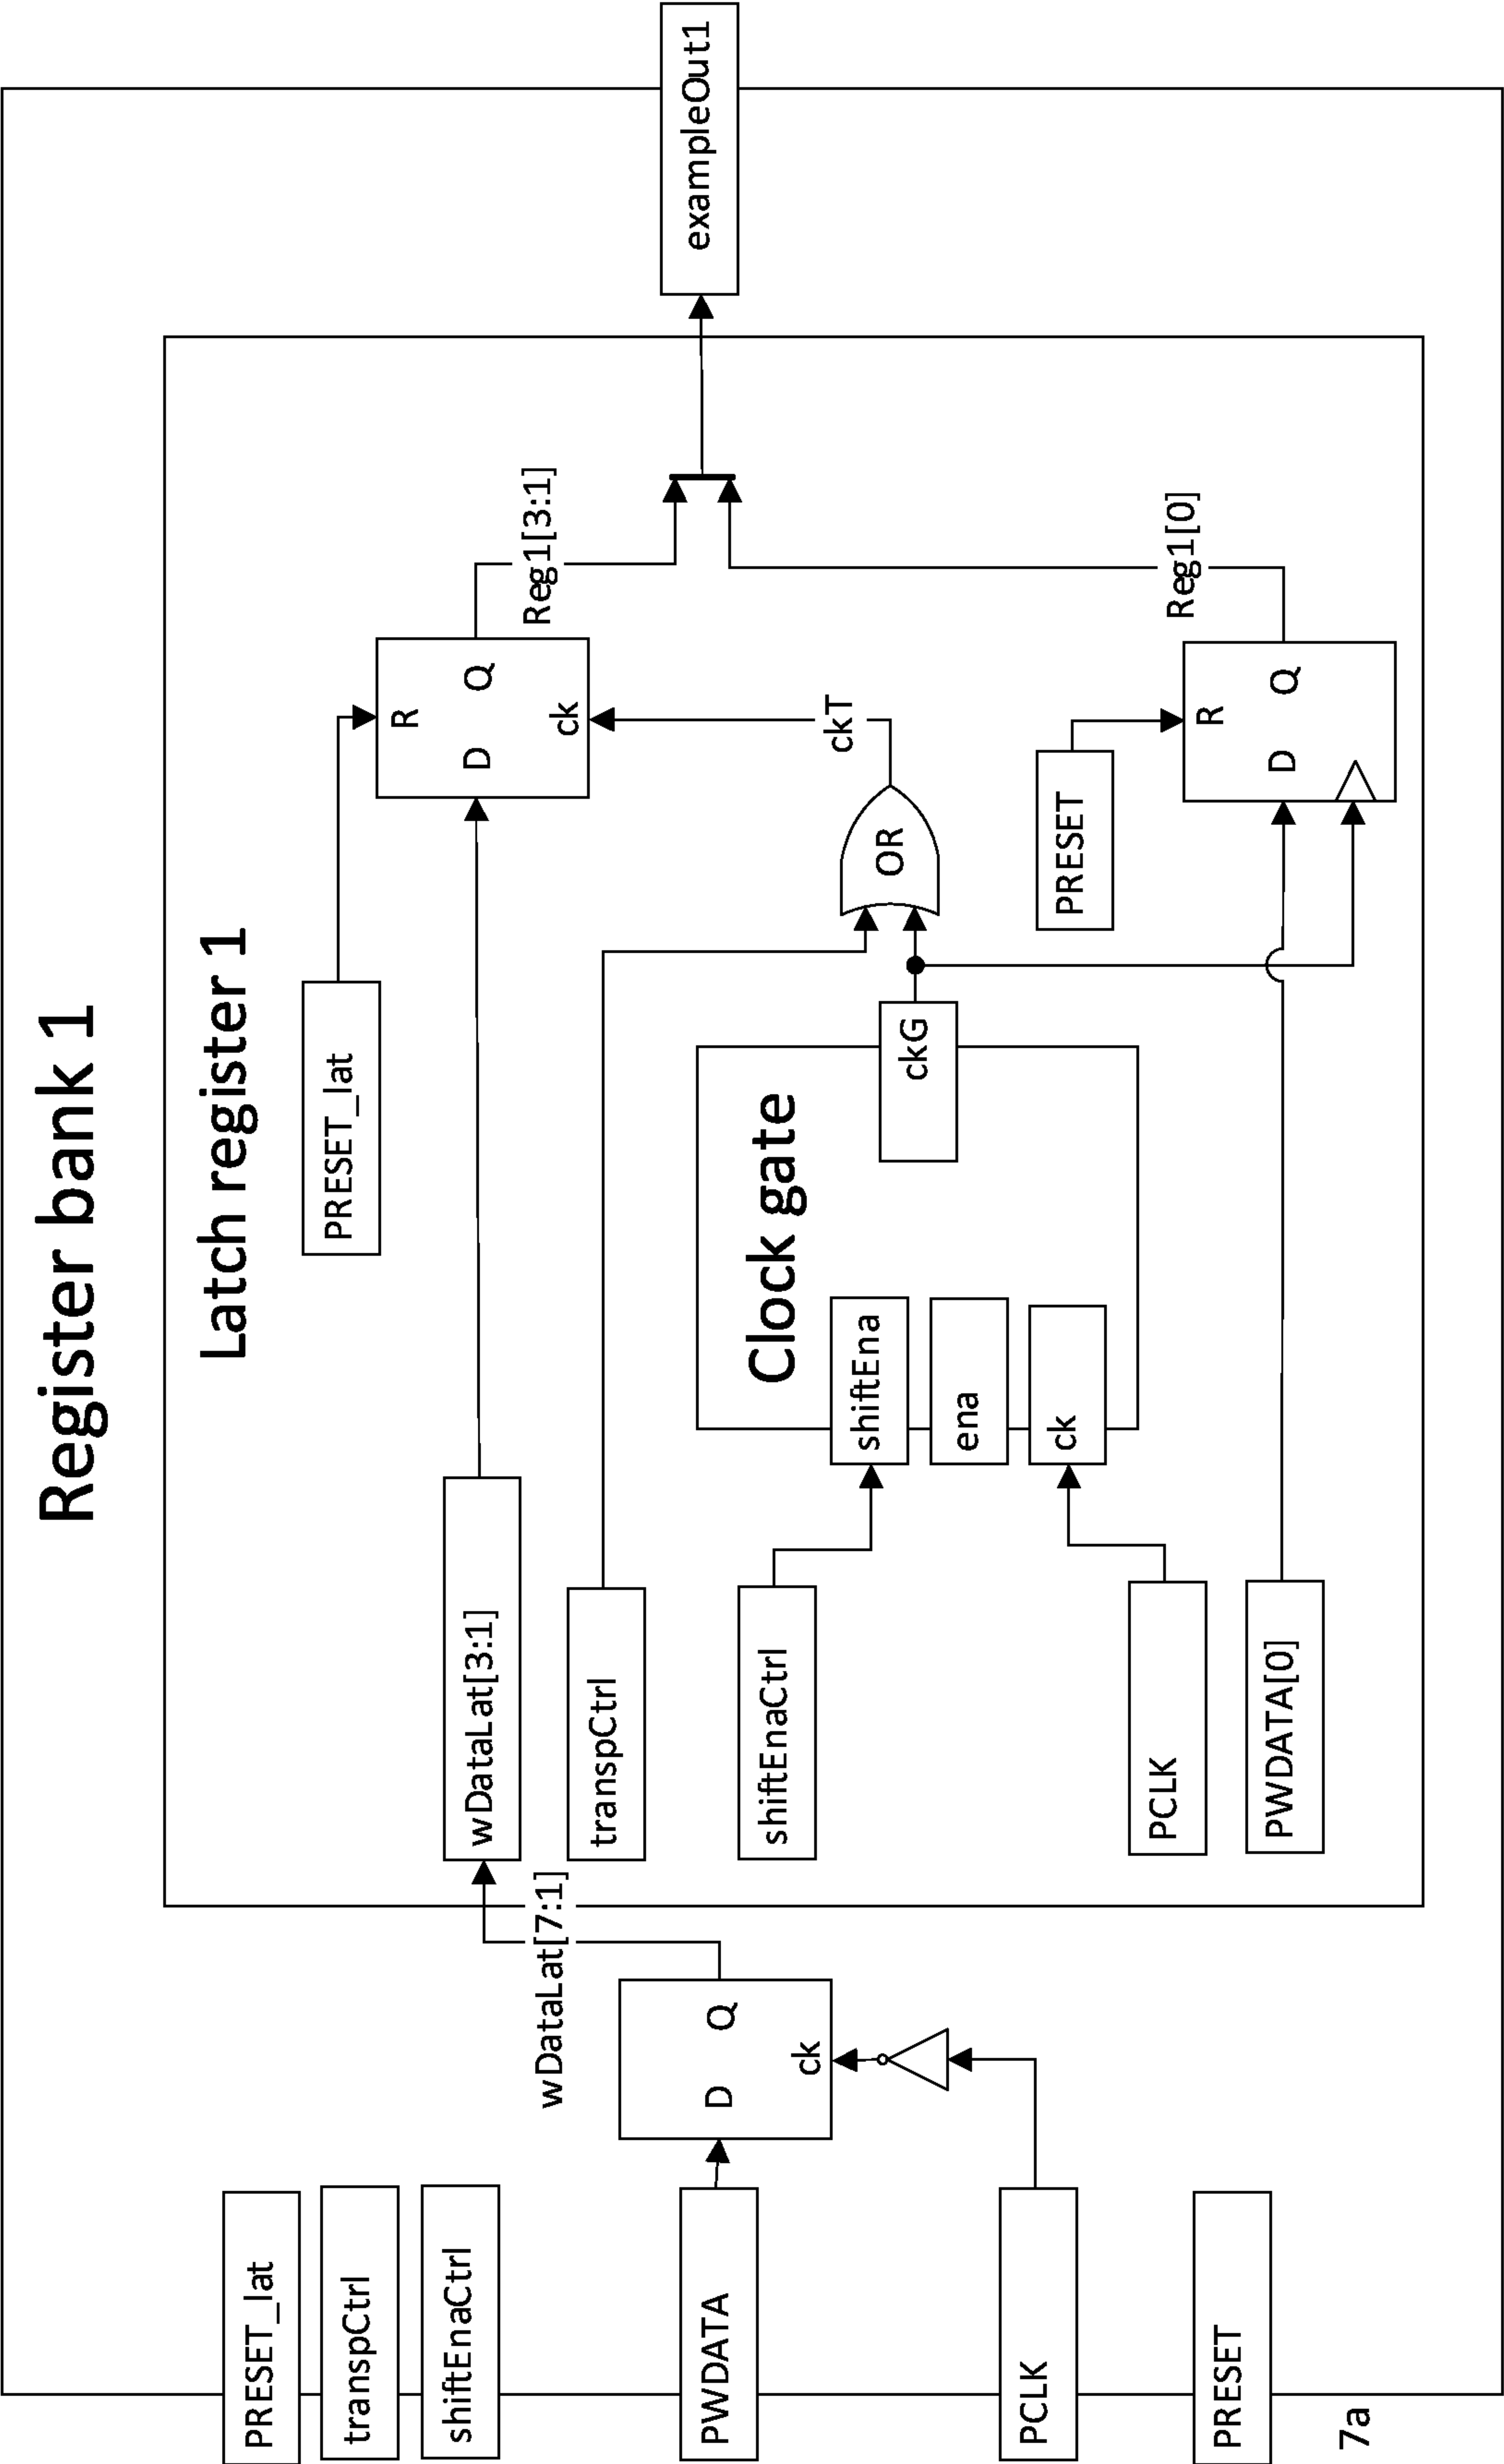 Register bank 1
Latch register 1
PRESET_lat
transpCtrl
shiftEnaCtrl
PWDATA
PCLK
PRESET
7a
D
Q
ck
wDataLat[7:1]
wDataLat[3:1]
transpCtrl
shiftEnaCtrl
PCLK
PWDATA[0]
PRESET_lat
Clock gate
shiftEna
ena
ck
ckG
OR
ckT
PRESET
R
D
Q
ck
Reg1[3:1]
R
D
Q
Reg1[0]
exampleOut1